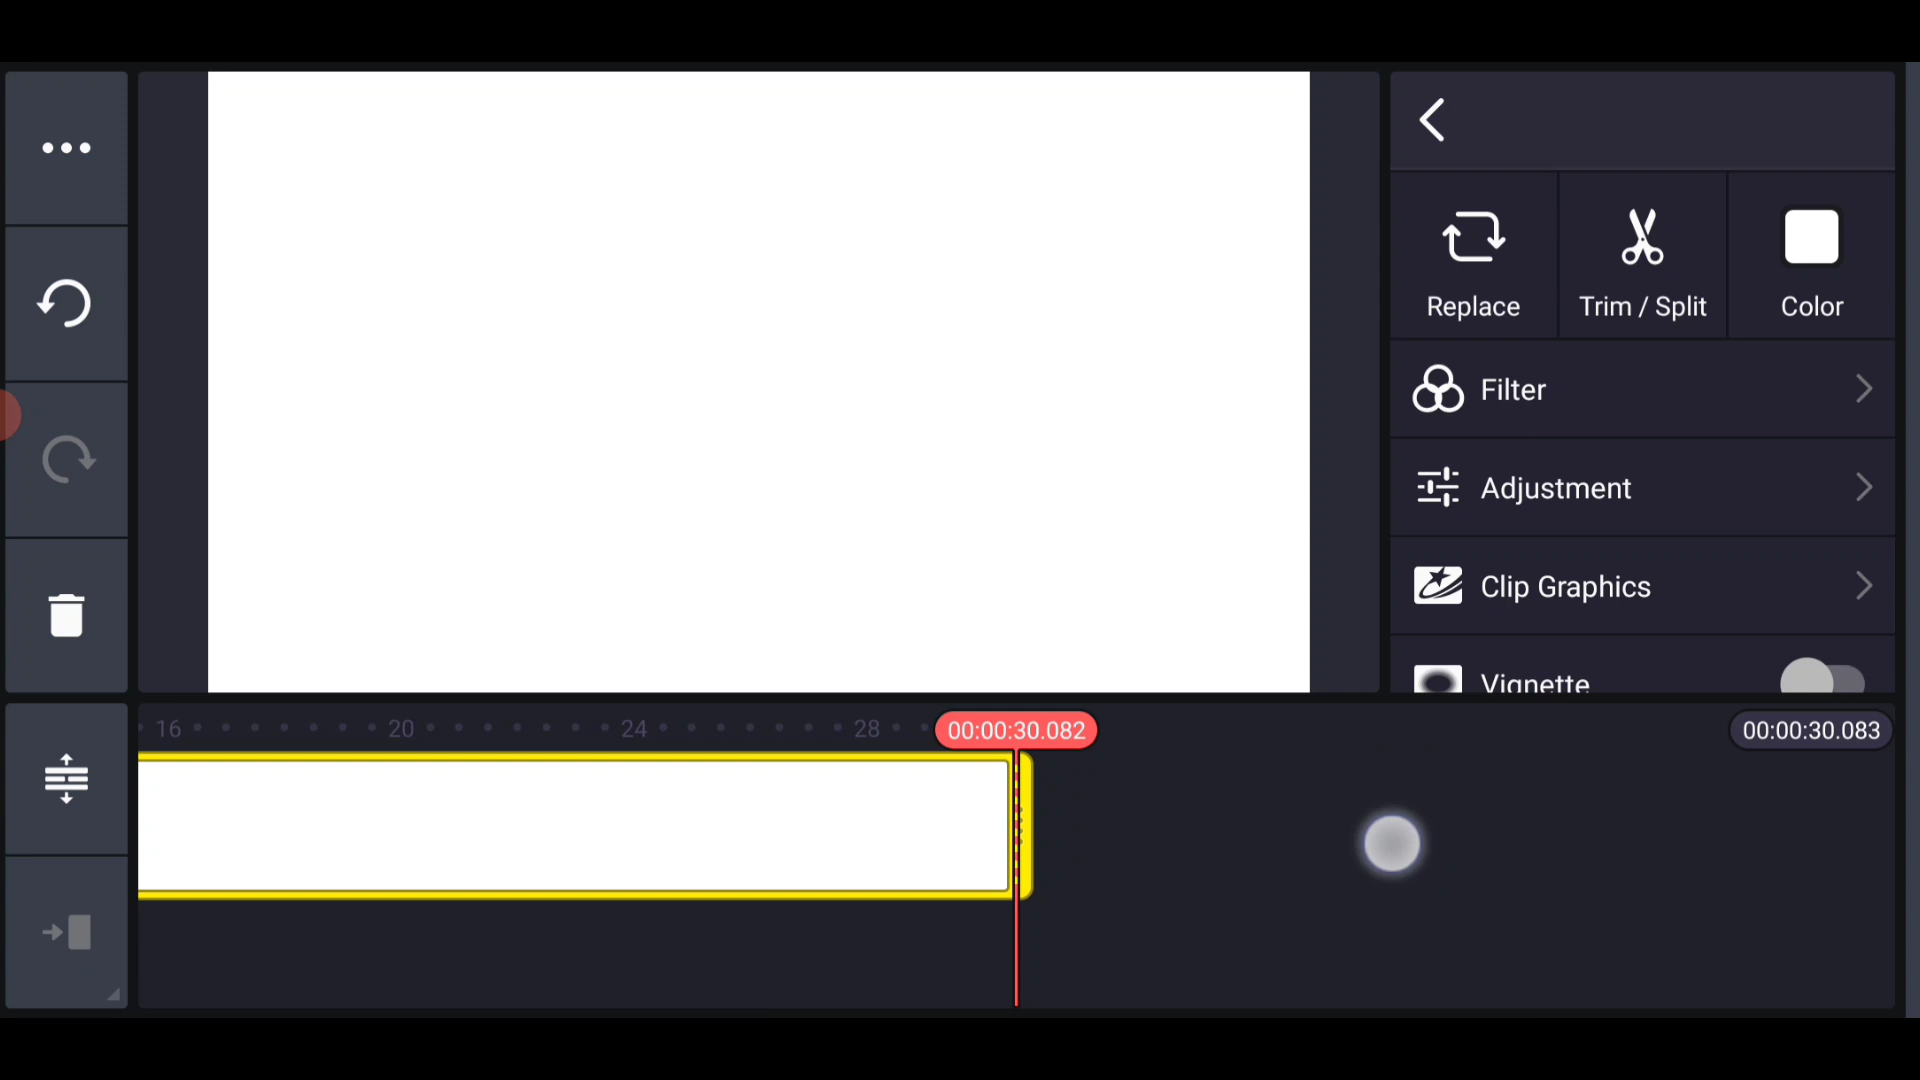 Replace
Trim / Split
Color
Filter
Adjustment
Clip Graphics
Vignette
16 20 24 28 00:00:30.082 00:00:30.083